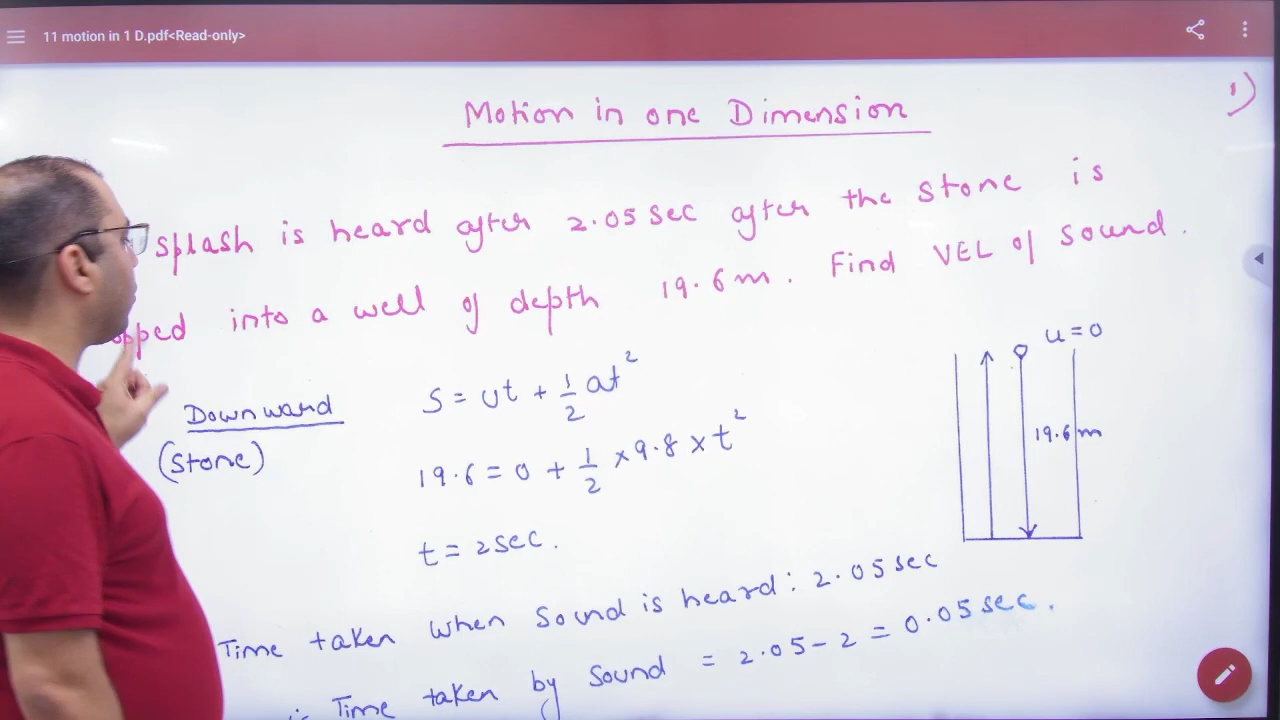 11 motion in 1 D.pdf<Read-only>
Motion in one Dimension
1)
splash is heard after 2.05 sec after the stone is
into a well of depth 19.6 m. Find VEL of sound.
Downward
(Stone)
S = ut + 1/2 at²
19.6 = 0 + 1/2 × 9.8 × t²
t = 2 sec.
u = 0
19.6 m
Time taken when sound is heard : 2.05 sec
Time taken by sound = 2.05 - 2 = 0.05 sec.